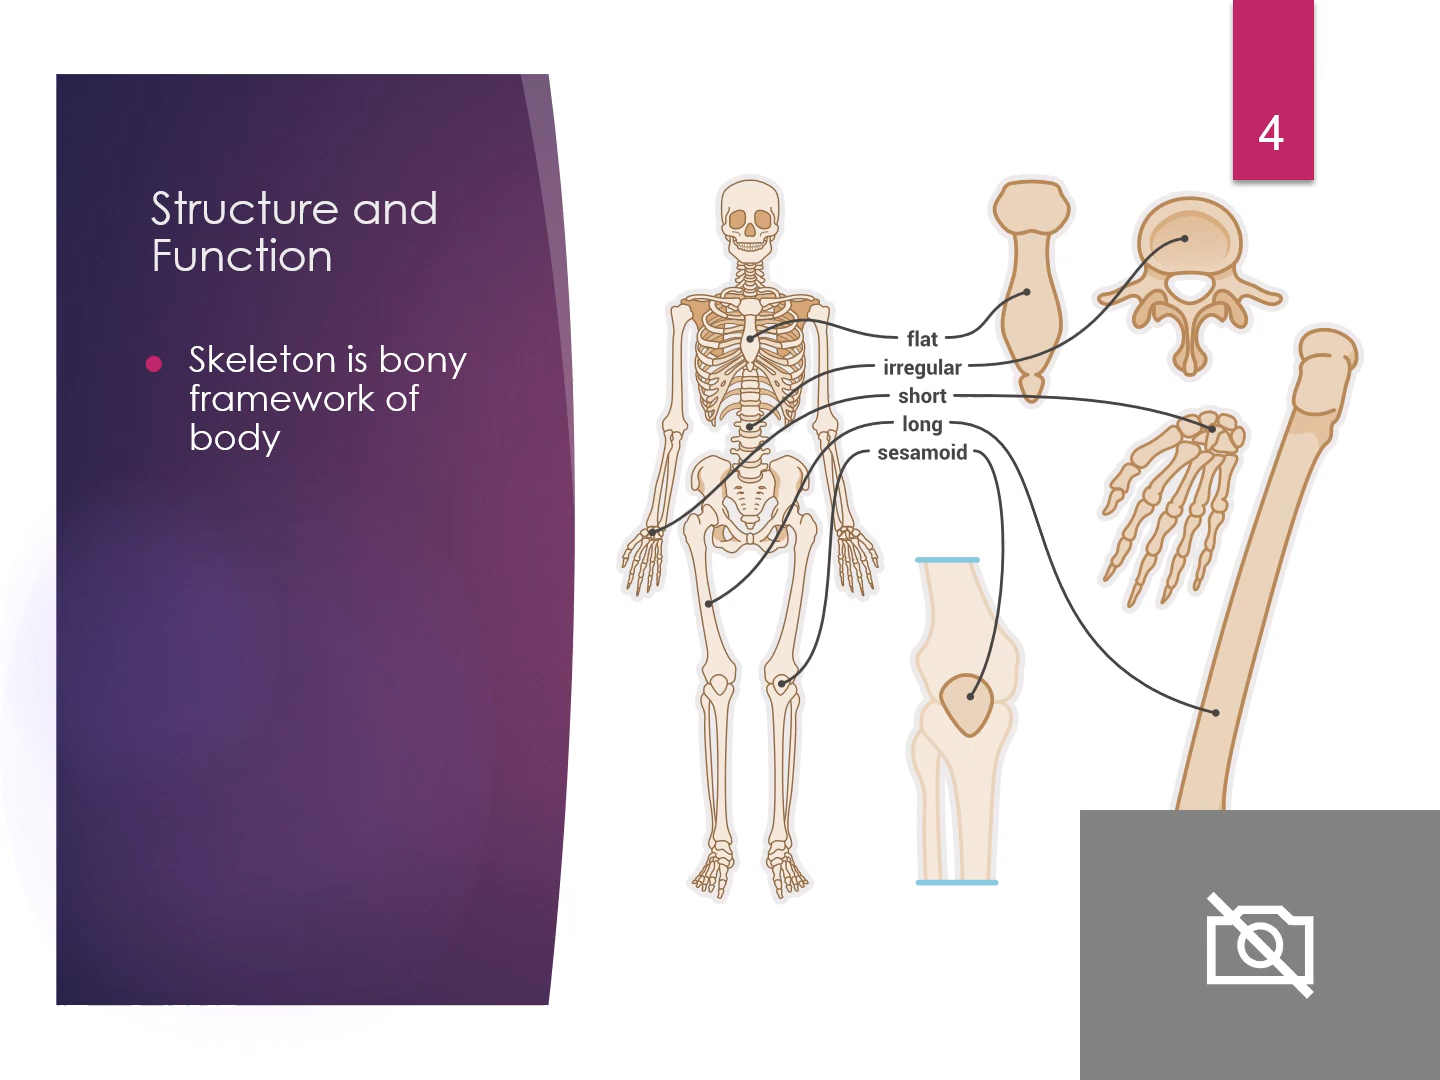 4
Structure and
Function
Skeleton is bony
framework of
body
flat
irregular
short
long
sesamoid